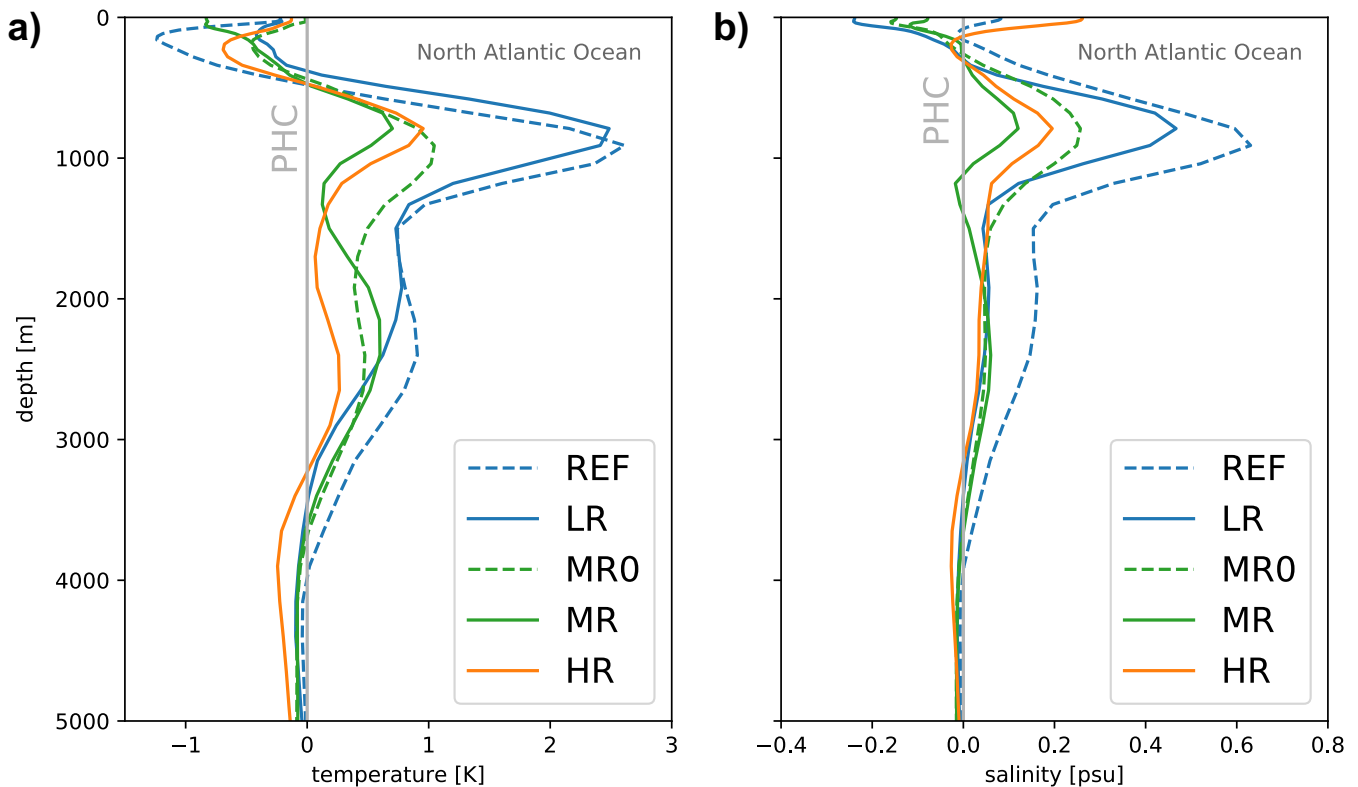 a)
North Atlantic Ocean
PHC
0
1000
2000
3000
4000
5000
depth [m]
−1
0
1
2
3
temperature [K]
REF
LR
MR0
MR
HR
b)
North Atlantic Ocean
PHC
−0.4
−0.2
0.0
0.2
0.4
0.6
0.8
salinity [psu]
REF
LR
MR0
MR
HR